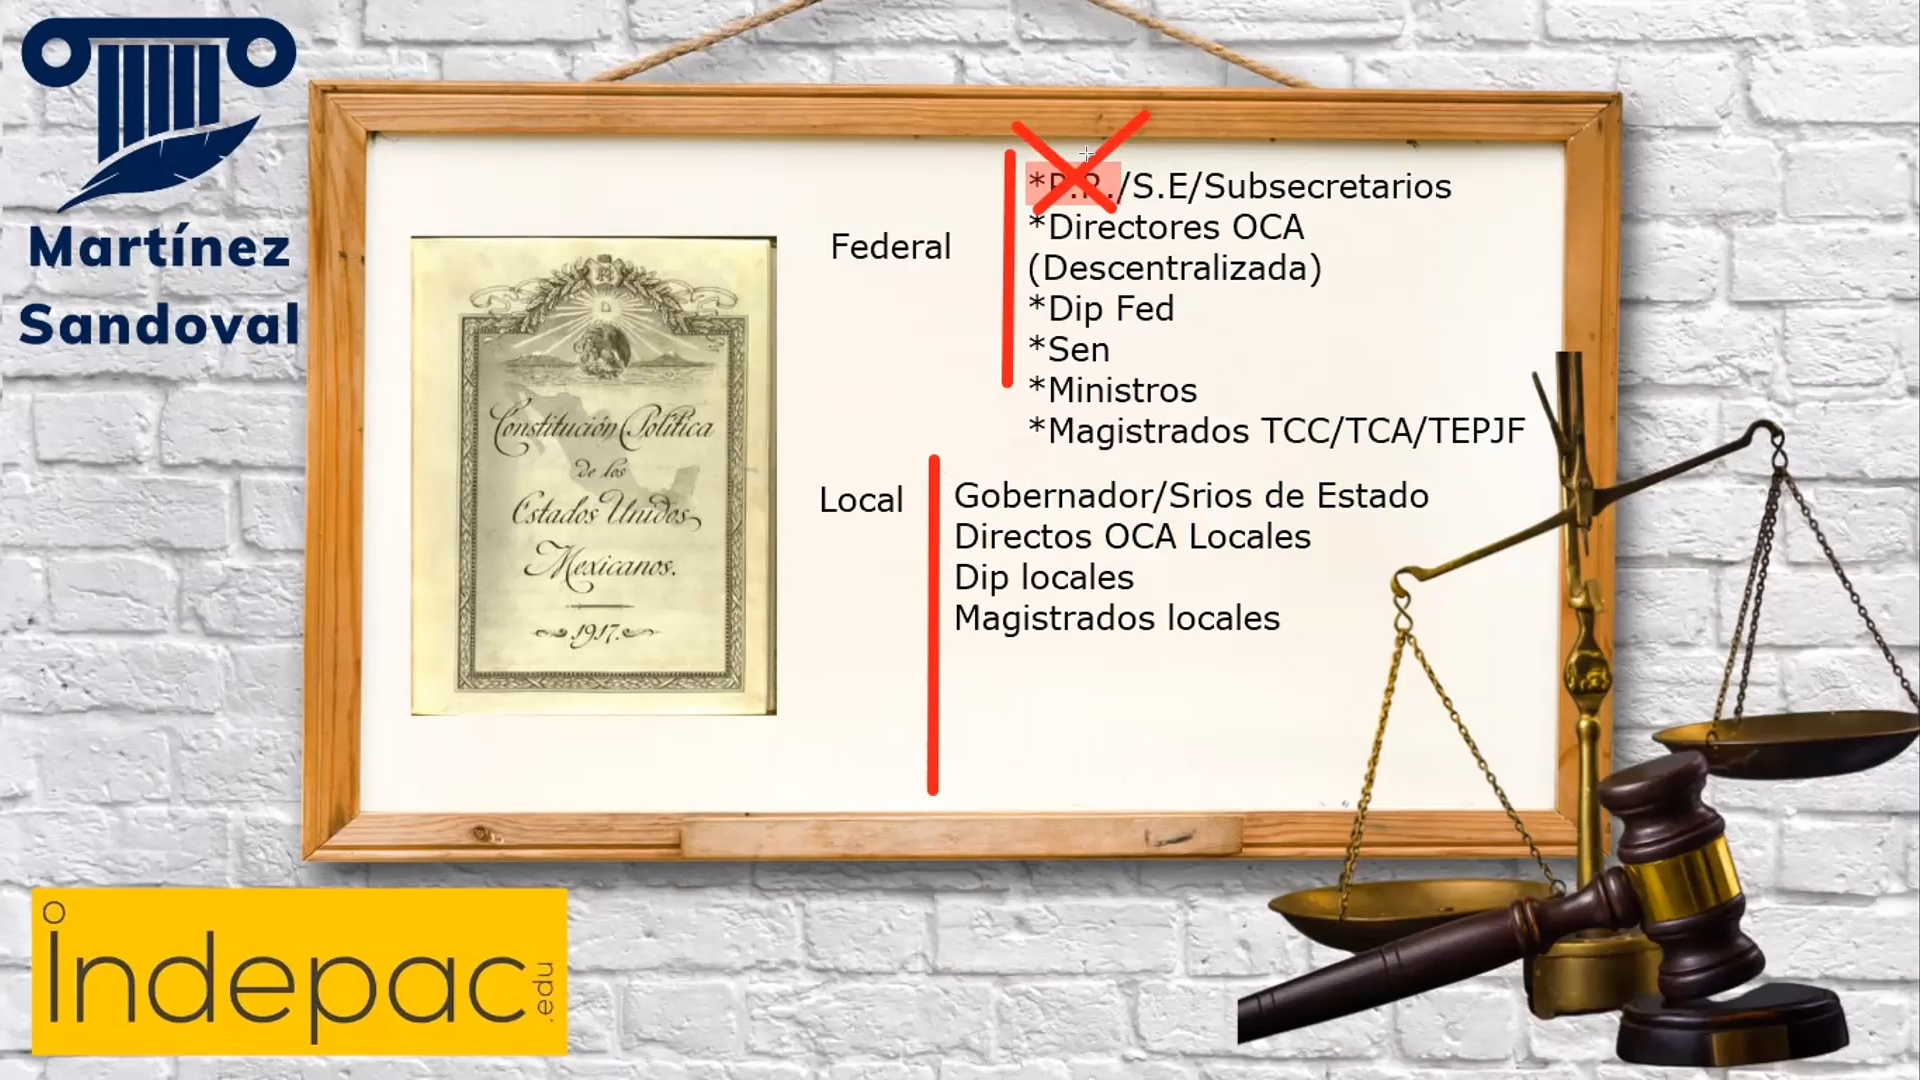 Martínez
Sandoval
Constitución Política
de los
Estados Unidos
Mexicanos.
1917.
Federal
*P.R./S.E/Subsecretarios
*Directores OCA
(Descentralizada)
*Dip Fed
*Sen
*Ministros
*Magistrados TCC/TCA/TEPJF
Local
Gobernador/Srios de Estado
Directos OCA Locales
Dip locales
Magistrados locales
indepac.edu